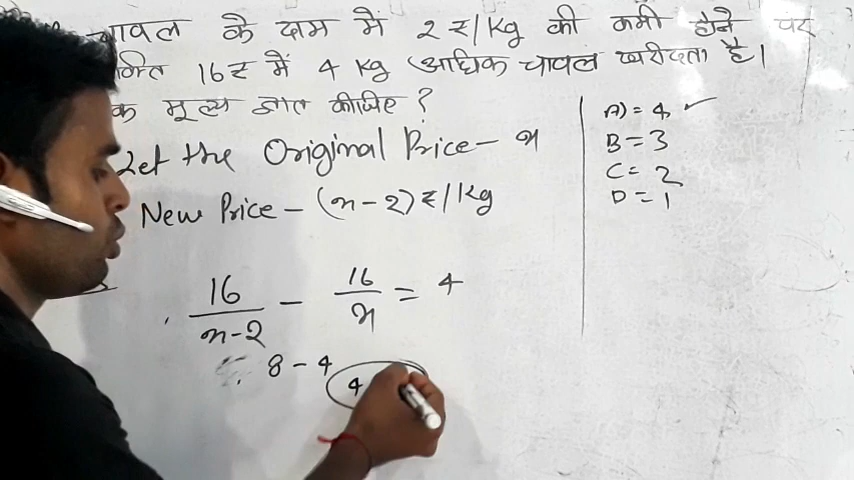 चावल के दाम में 2 ₹/Kg की कमी होने पर
16₹ में 4 Kg अधिक चावल खरीदता है।
मूल्य ज्ञात कीजिए ?
Let the Original Price - x
New Price - (x-2) ₹/Kg
A) = 4 ✓
B = 3
C = 2
D = 1
16/(x-2) - 16/x = 4
8 - 4
4